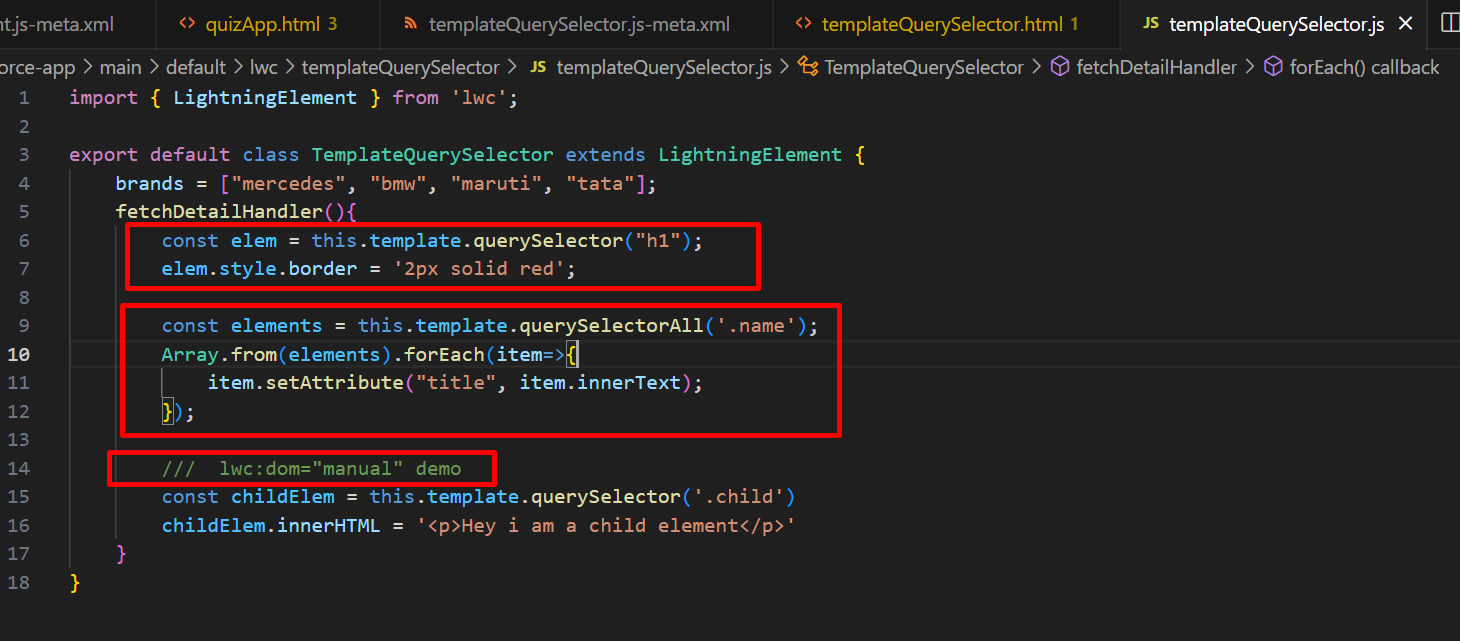 nt.js-meta.xml quizApp.html 3 templateQuerySelector.js-meta.xml templateQuerySelector.html 1 JS templateQuerySelector.js
orce-app > main > default > lwc > templateQuerySelector > JS templateQuerySelector.js > TemplateQuerySelector > fetchDetailHandler > forEach() callback
1 import { LightningElement } from 'lwc';
2
3 export default class TemplateQuerySelector extends LightningElement {
4 brands = ["mercedes", "bmw", "maruti", "tata"];
5 fetchDetailHandler(){
6 const elem = this.template.querySelector("h1");
7 elem.style.border = '2px solid red';
8
9 const elements = this.template.querySelectorAll('.name');
10 Array.from(elements).forEach(item=>{
11 item.setAttribute("title", item.innerText);
12 });
13
14 /// lwc:dom="manual" demo
15 const childElem = this.template.querySelector('.child')
16 childElem.innerHTML = '<p>Hey i am a child element</p>'
17 }
18 }